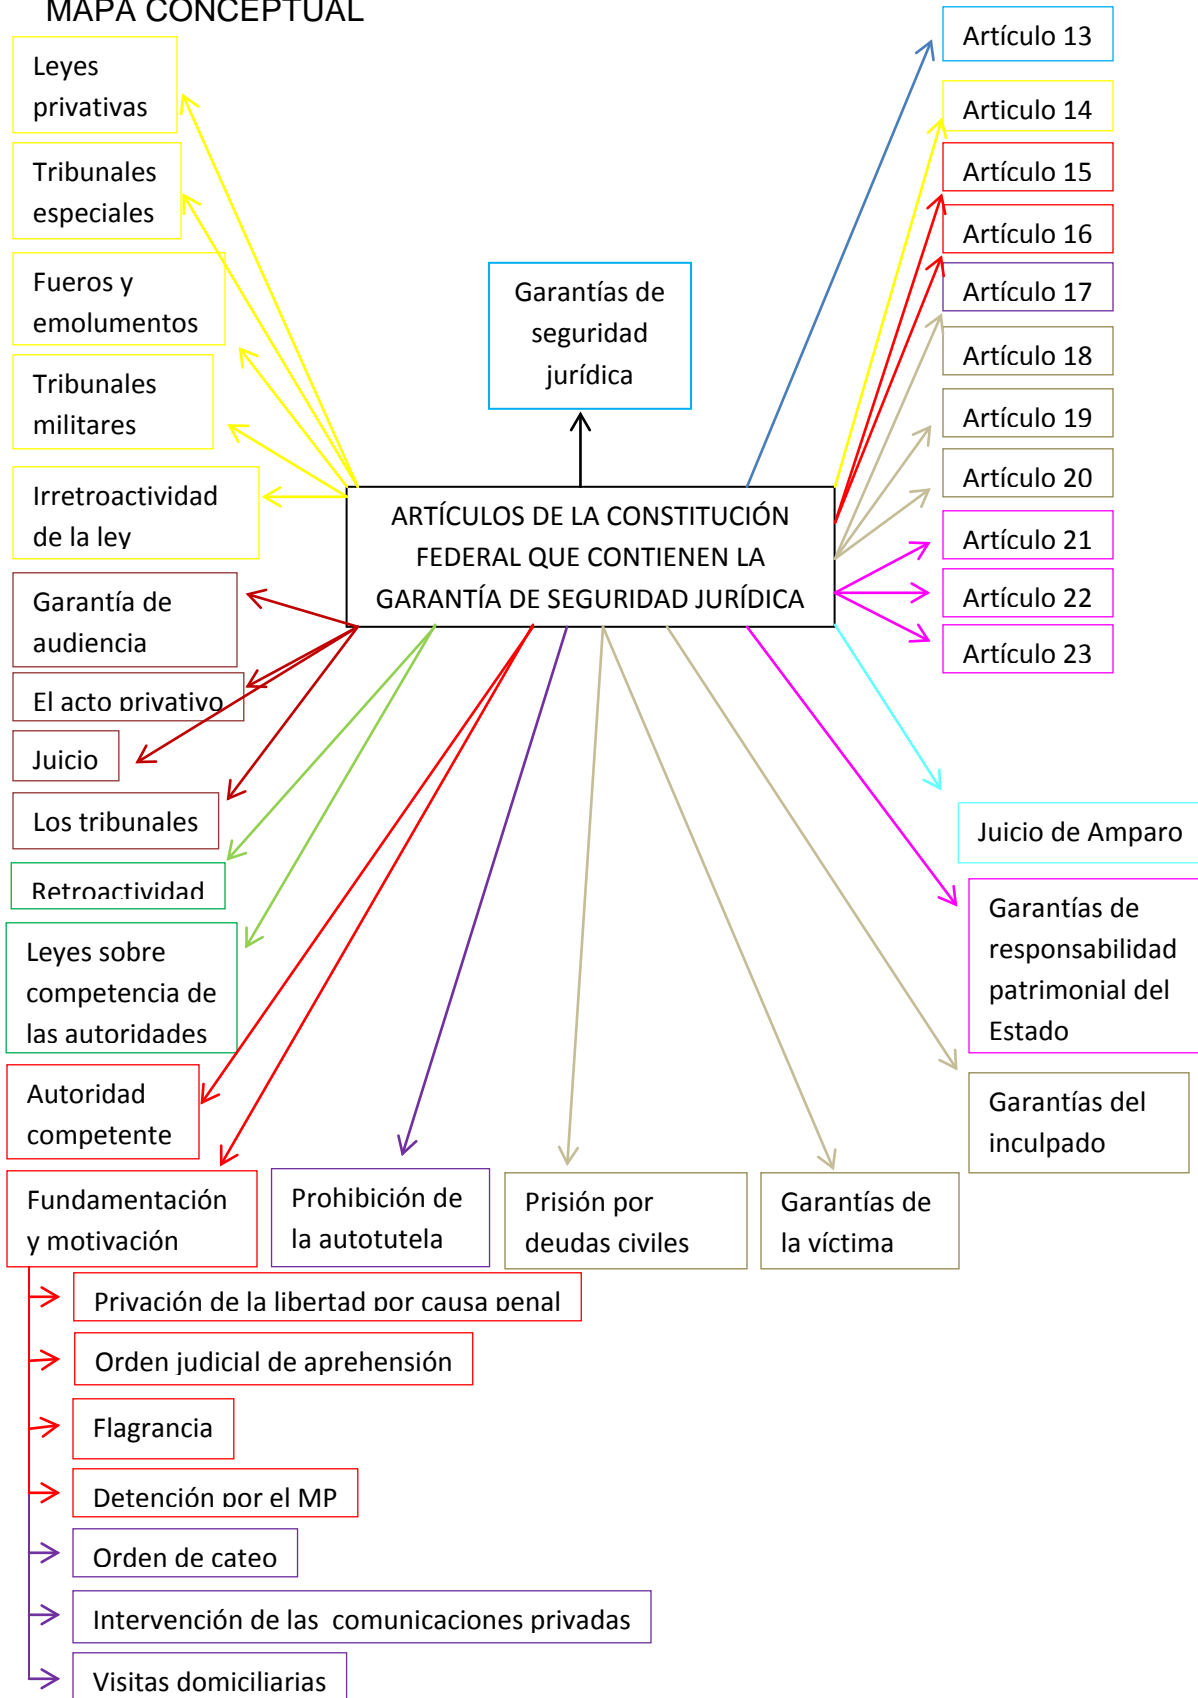 MAPA CONCEPTUAL
Leyes
privativas
Tribunales
especiales
Fueros y
emolumentos
Tribunales
militares
Irretroactividad
de la ley
Garantía de
audiencia
El acto privativo
Juicio
Los tribunales
Retroactividad
Leyes sobre
competencia de
las autoridades
Autoridad
competente
Fundamentación
y motivación
Garantías de
seguridad
jurídica
ARTÍCULOS DE LA CONSTITUCIÓN
FEDERAL QUE CONTIENEN LA
GARANTÍA DE SEGURIDAD JURÍDICA
Artículo 13
Articulo 14
Artículo 15
Artículo 16
Artículo 17
Artículo 18
Artículo 19
Artículo 20
Artículo 21
Artículo 22
Artículo 23
Juicio de Amparo
Garantías de
responsabilidad
patrimonial del
Estado
Garantías del
inculpado
Prohibición de
la autotutela
Prisión por
deudas civiles
Garantías de
la víctima
Privación de la libertad por causa penal
Orden judicial de aprehensión
Flagrancia
Detención por el MP
Orden de cateo
Intervención de las  comunicaciones privadas
Visitas domiciliarias